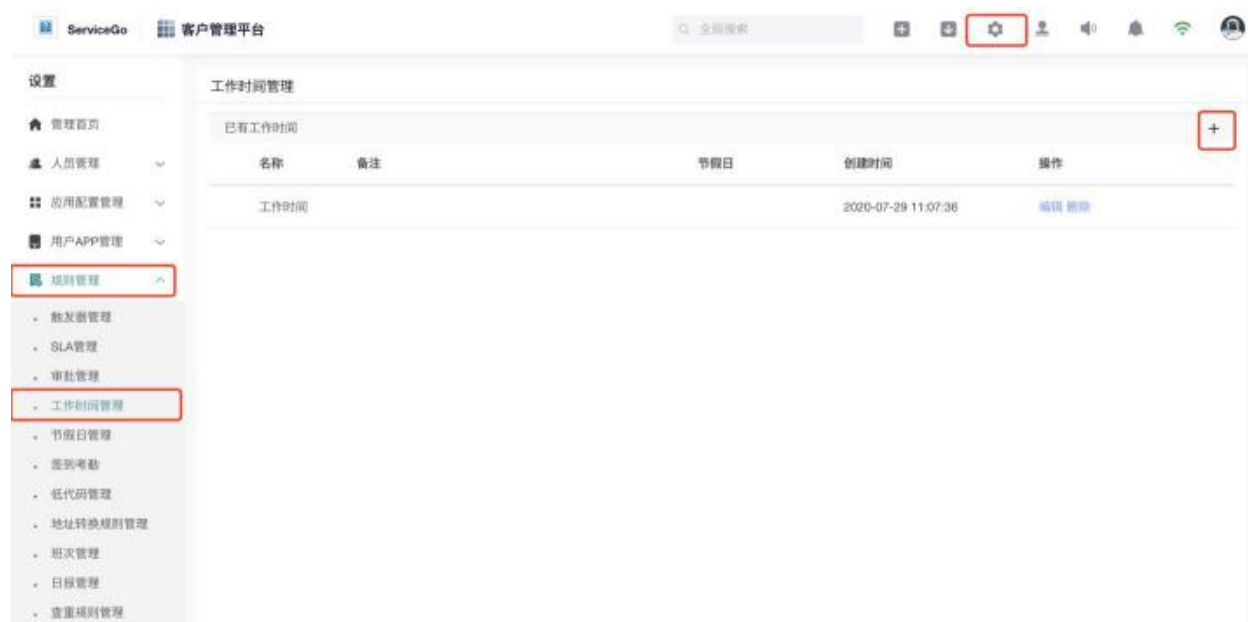 ServiceGo 客户管理平台 全局搜索
设置
工作时间管理
管理首页
已有工作时间
人员管理
名称 备注 节假日 创建时间 操作
应用配置管理
工作时间 2020-07-29 11:07:36 编辑 删除
用户APP管理
规则管理
触发器管理
SLA管理
审批管理
工作时间管理
节假日管理
签到考勤
低代码管理
地址转换规则管理
班次管理
日报管理
查重规则管理